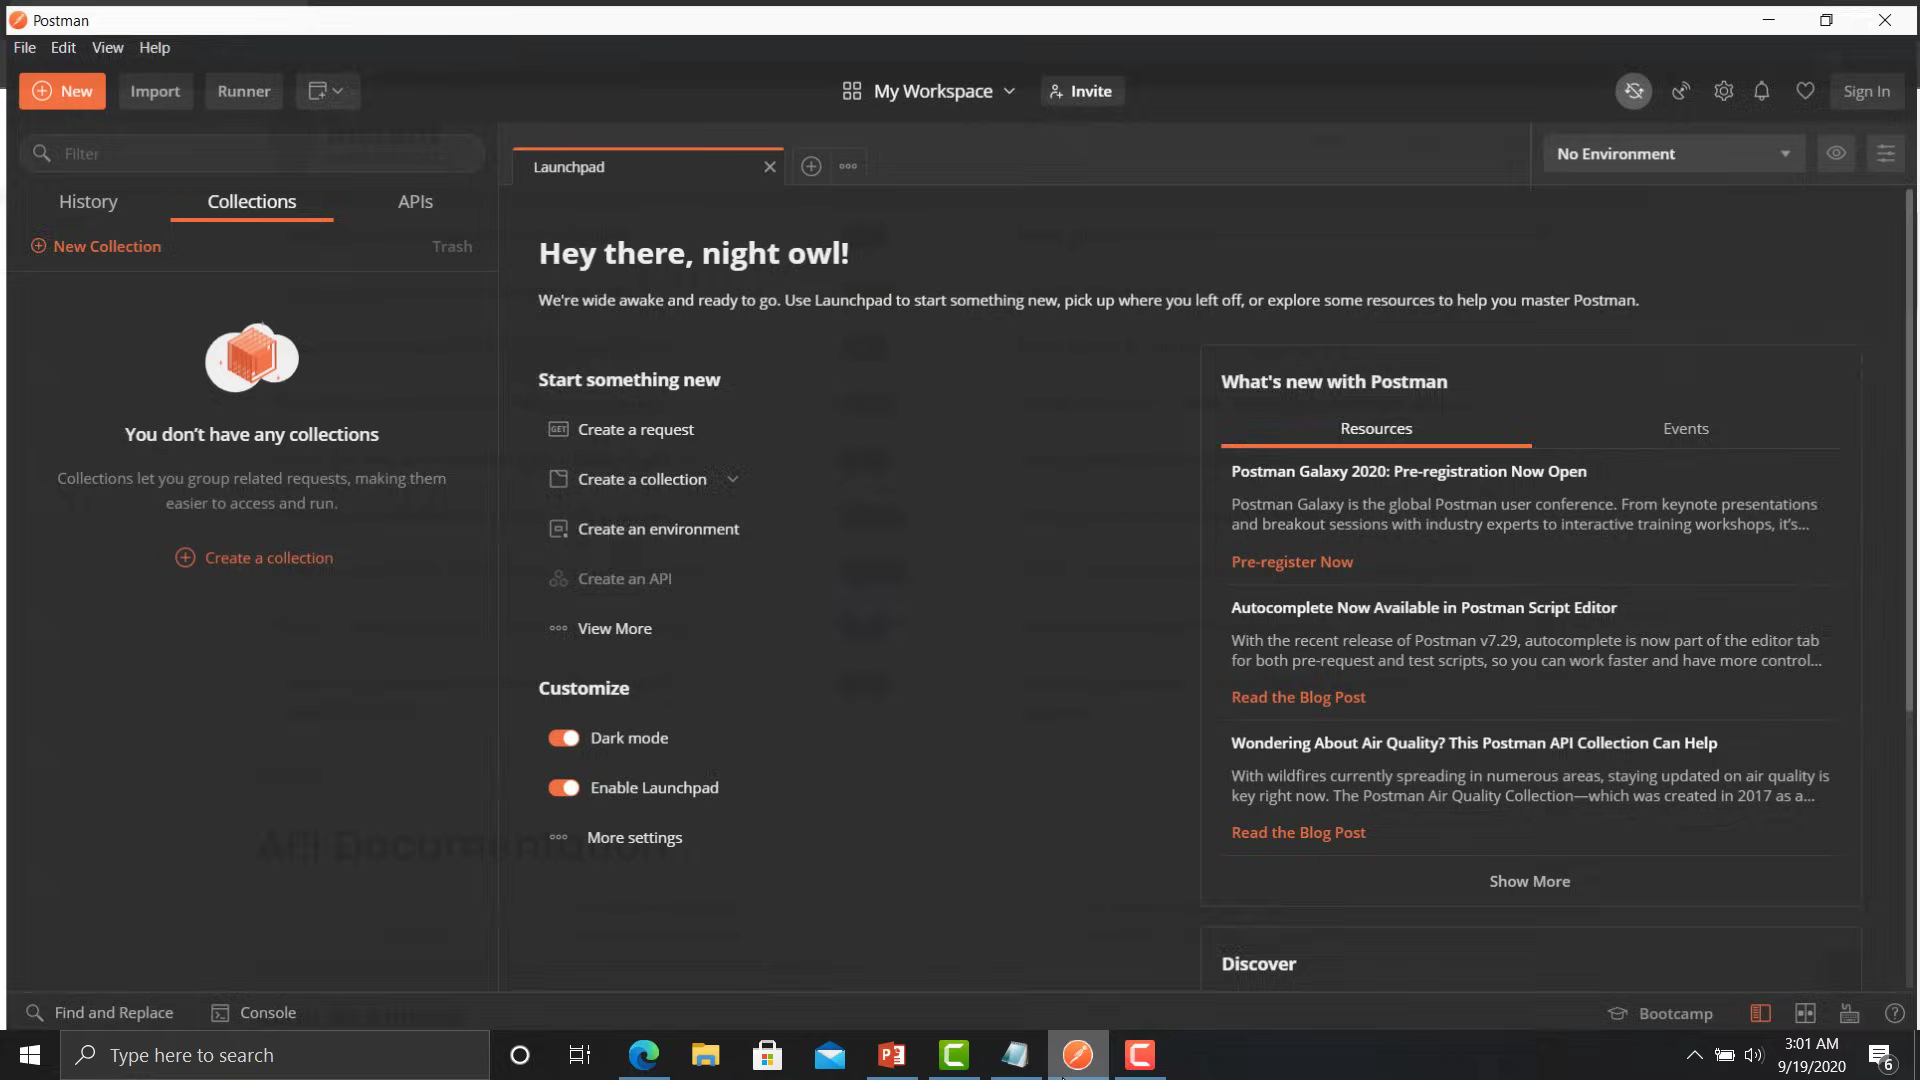 Postman
File Edit View Help
New Import Runner
My Workspace Invite
Sign In
Filter
History Collections APIs
New Collection Trash
You don't have any collections
Collections let you group related requests, making them
easier to access and run.
Create a collection
Launchpad
No Environment
Hey there, night owl!
We're wide awake and ready to go. Use Launchpad to start something new, pick up where you left off, or explore some resources to help you master Postman.
Start something new
GET Create a request
Create a collection
Create an environment
Create an API
View More
Customize
Dark mode
Enable Launchpad
More settings
API Documentation
What's new with Postman
Resources Events
Postman Galaxy 2020: Pre-registration Now Open
Postman Galaxy is the global Postman user conference. From keynote presentations
and breakout sessions with industry experts to interactive training workshops, it's...
Pre-register Now
Autocomplete Now Available in Postman Script Editor
With the recent release of Postman v7.29, autocomplete is now part of the editor tab
for both pre-request and test scripts, so you can work faster and have more control...
Read the Blog Post
Wondering About Air Quality? This Postman API Collection Can Help
With wildfires currently spreading in numerous areas, staying updated on air quality is
key right now. The Postman Air Quality Collection—which was created in 2017 as a...
Read the Blog Post
Show More
Discover
Find and Replace Console
Bootcamp
Type here to search
3:01 AM
9/19/2020
6